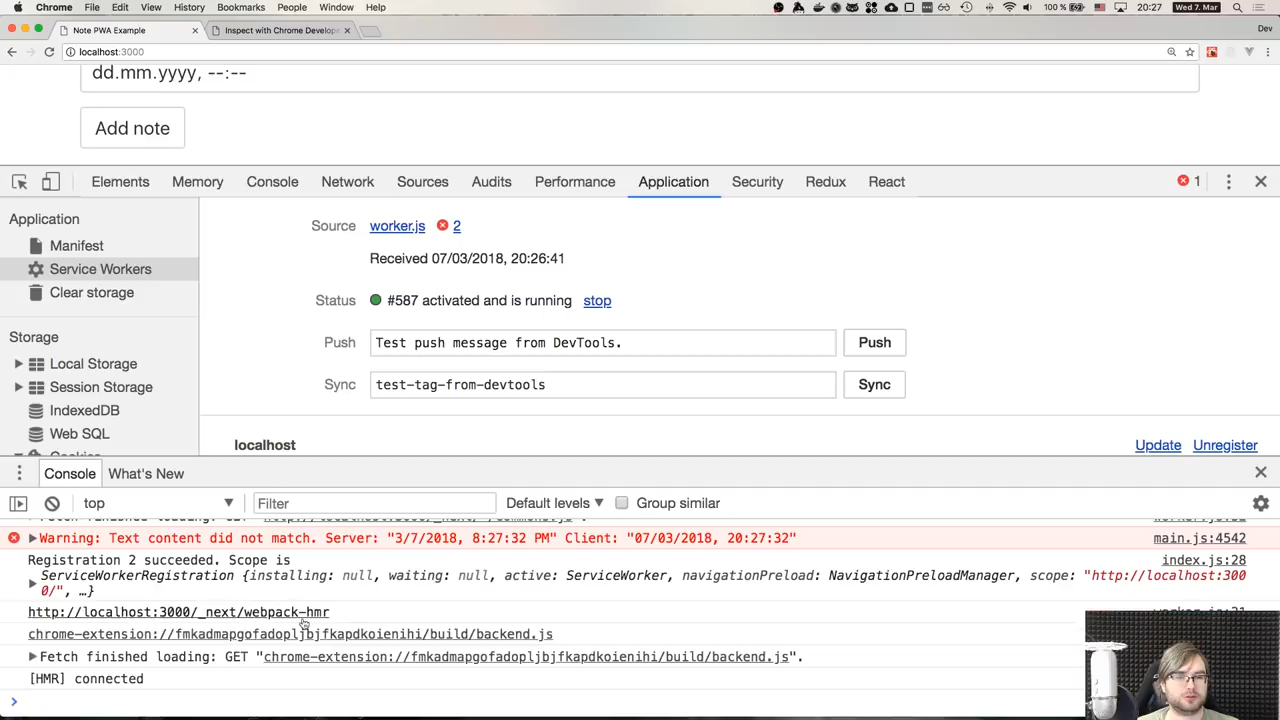 Chrome File Edit View History Bookmarks People Window Help 100 % 20:27 Wed 7. Mar
Note PWA Example × Inspect with Chrome Develop ×
Dev
localhost:3000
dd.mm.yyyy, --:--
Add note
Elements Memory Console Network Sources Audits Performance Application Security Redux React 1
Application
Manifest
Service Workers
Clear storage
Storage
Local Storage
Session Storage
IndexedDB
Web SQL
Cookies
Source worker.js 2
Received 07/03/2018, 20:26:41
Status #587 activated and is running stop
Push Test push message from DevTools. Push
Sync test-tag-from-devtools Sync
localhost Update Unregister
Console What's New
top Filter Default levels Group similar
Warning: Text content did not match. Server: "3/7/2018, 8:27:32 PM" Client: "07/03/2018, 20:27:32" main.js:4542
Registration 2 succeeded. Scope is index.js:28
ServiceWorkerRegistration {installing: null, waiting: null, active: ServiceWorker, navigationPreload: NavigationPreloadManager, scope: "http://localhost:300
0/", …}
http://localhost:3000/_next/webpack-hmr
chrome-extension://fmkadmapgofadopljbjfkapdkoienihi/build/backend.js
Fetch finished loading: GET "chrome-extension://fmkadmapgofadopljbjfkapdkoienihi/build/backend.js".
[HMR] connected